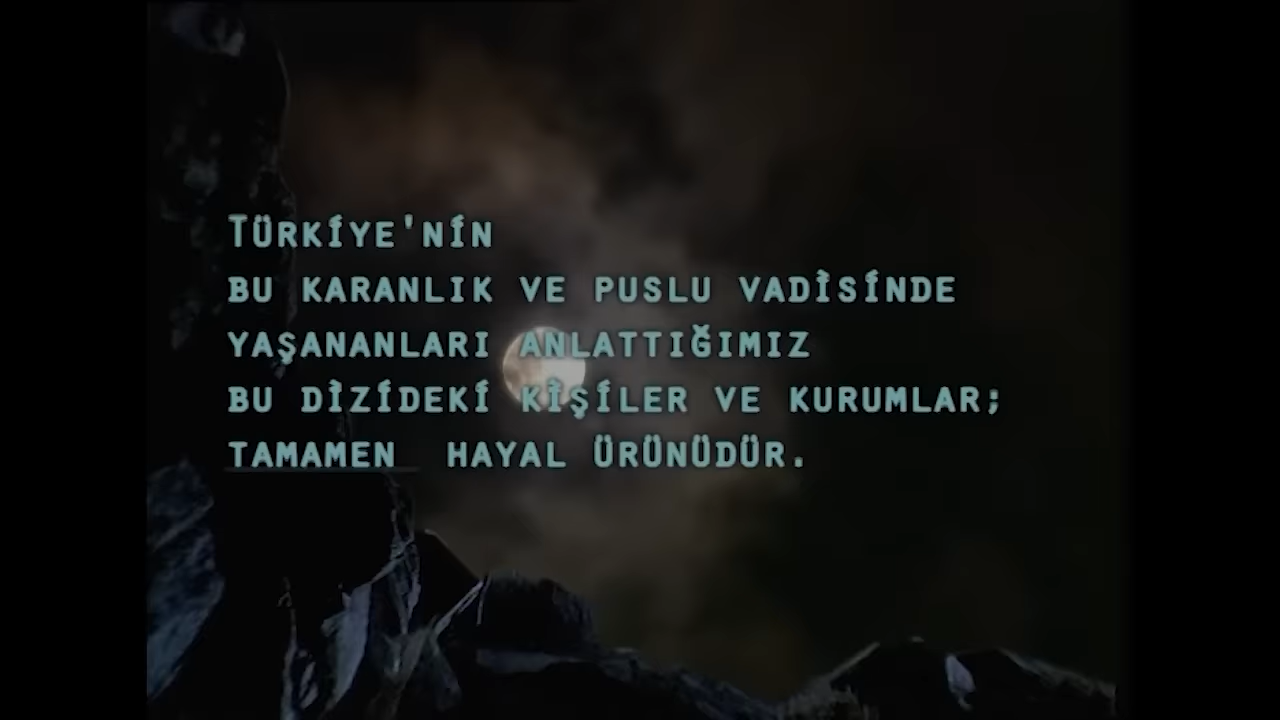 TÜRKİYE'NİN
BU KARANLIK VE PUSLU VADİSİNDE
YAŞANANLARI ANLATTIĞIMIZ
BU DİZİDEKİ KİŞİLER VE KURUMLAR;
TAMAMEN HAYAL ÜRÜNÜDÜR.